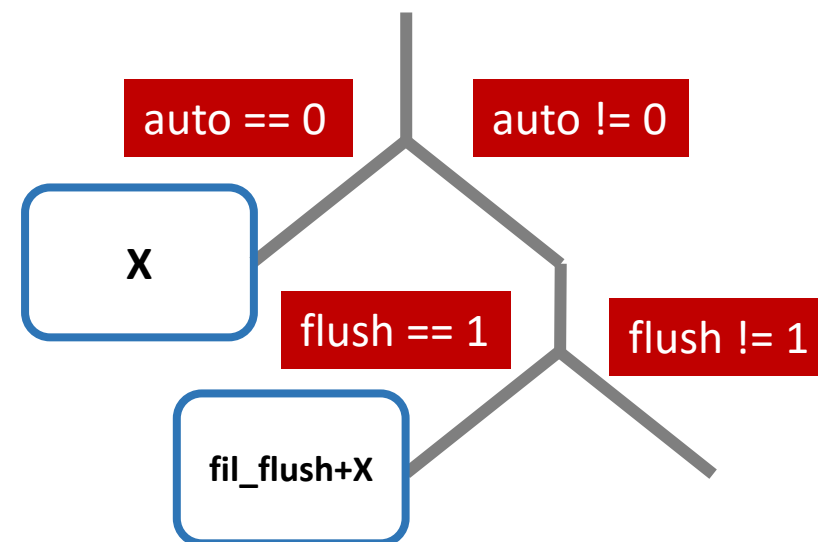 auto == 0
auto != 0
X
flush == 1
flush != 1
fil_flush+X